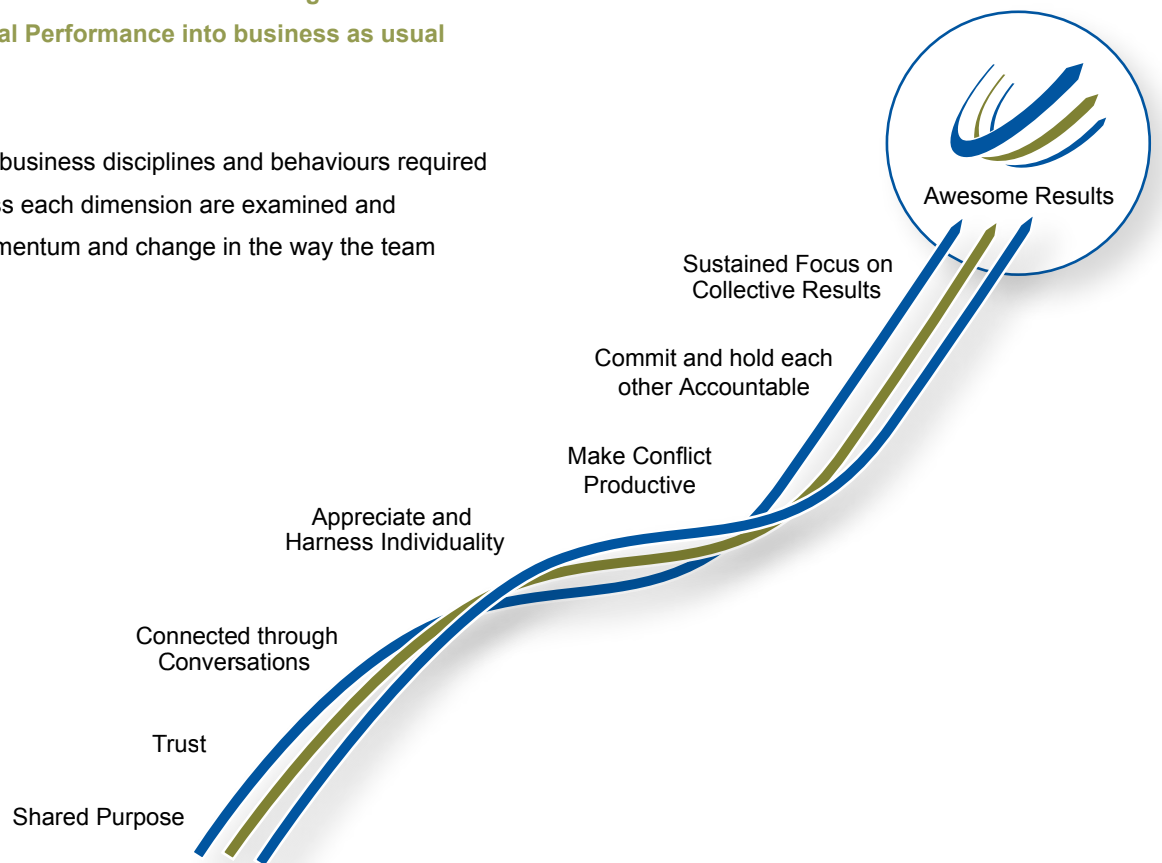 al Performance into business as usual
business disciplines and behaviours required
ss each dimension are examined and
mentum and change in the way the team
Awesome Results
Sustained Focus on
Collective Results
Commit and hold each
other Accountable
Make Conflict
Productive
Appreciate and
Harness Individuality
Connected through
Conversations
Trust
Shared Purpose